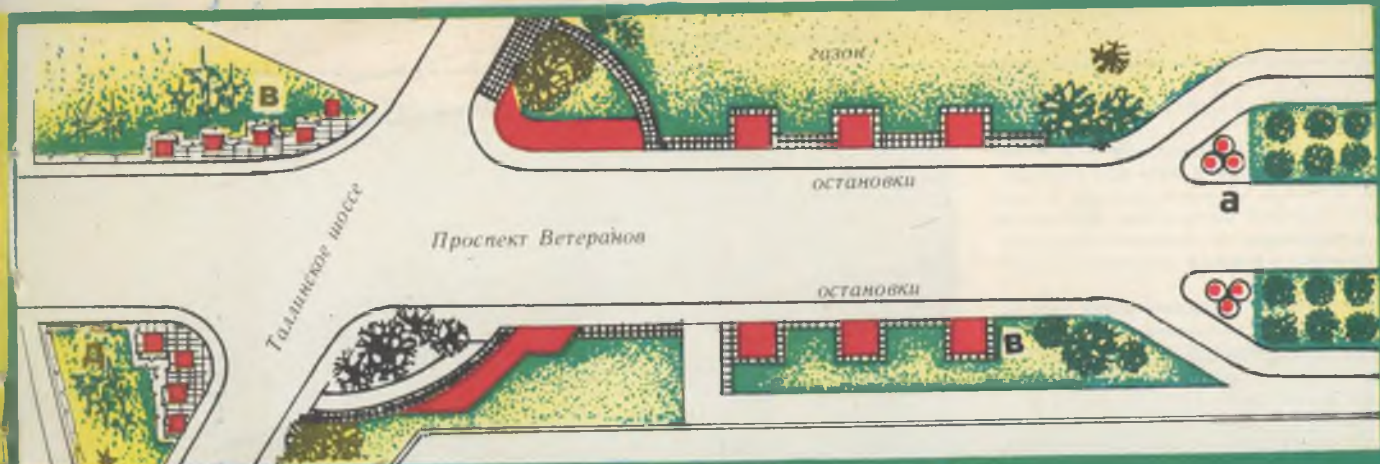 В
газон
остановки
а
Проспект Ветеранов
Таллинское шоссе
остановки
В
Д